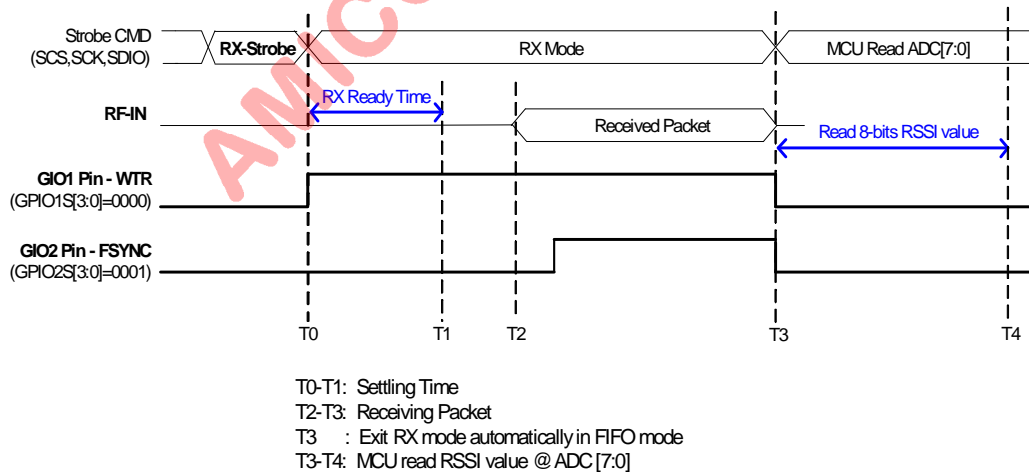 Strobe CMD
(SCS,SCK,SDIO)
RX-Strobe
RX Mode
MCU Read ADC[7:0]
RX Ready Time
RF-IN
Received Packet
Read 8-bits RSSI value
GIO1 Pin - WTR
(GPIO1S[3:0]=0000)
GIO2 Pin - FSYNC
(GPIO2S[3:0]=0001)
T0 T1 T2 T3 T4
T0-T1: Settling Time
T2-T3: Receiving Packet
T3 : Exit RX mode automatically in FIFO mode
T3-T4: MCU read RSSI value @ ADC [7:0]
AMIC